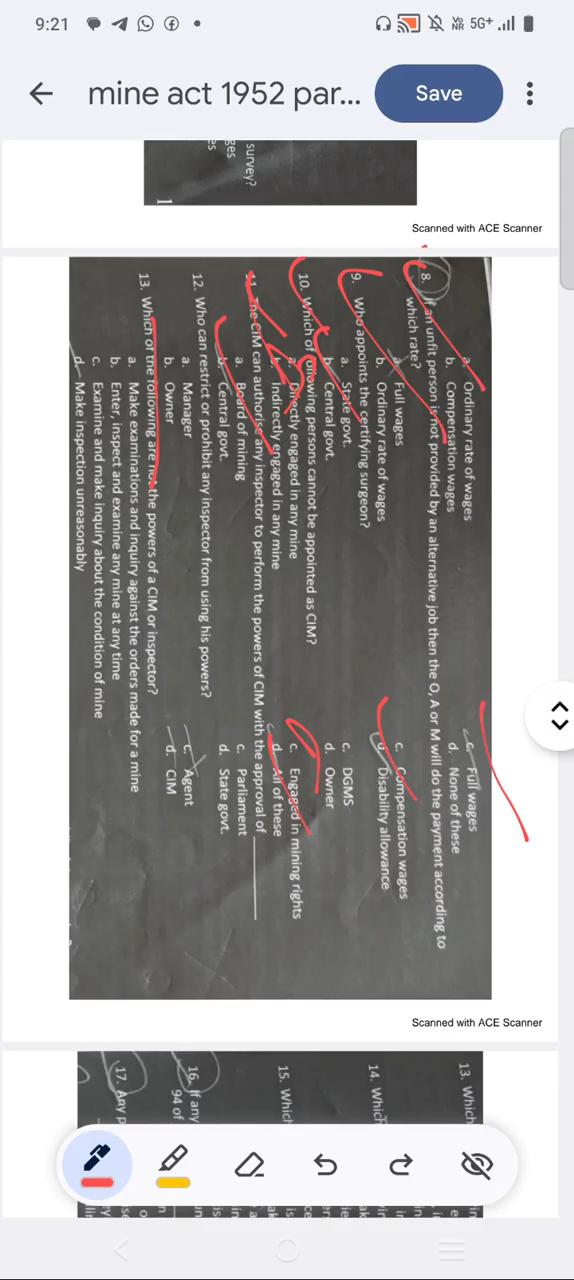 9:21
Vo NR 5G+
mine act 1952 par...
Save
survey?
ges
es
1
Scanned with ACE Scanner
a. Ordinary rate of wages
c. Full wages
b. Compensation wages
d. None of these
8. If an unfit person is not provided by an alternative job then the O, A or M will do the payment according to
which rate?
a. Full wages
c. Compensation wages
b. Ordinary rate of wages
d. Disability allowance
9. Who appoints the certifying surgeon?
a. State govt.
c. DGMS
b. Central govt.
d. Owner
10. Which of following persons cannot be appointed as CIM?
a. Directly engaged in any mine
c. Engaged in mining rights
b. Indirectly engaged in any mine
d. All of these
11. The CIM can authorise any inspector to perform the powers of CIM with the approval of ________
a. Board of mining
c. Parliament
b. Central govt.
d. State govt.
12. Who can restrict or prohibit any inspector from using his powers?
a. Manager
c. Agent
b. Owner
d. CIM
13. Which of the following are not the powers of a CIM or inspector?
a. Make examinations and inquiry against the orders made for a mine
b. Enter, inspect and examine any mine at any time
c. Examine and make inquiry about the condition of mine
d. Make inspection unreasonably
Scanned with ACE Scanner
13. Which
14. Which
15. Which
16. If any
94 of
17. Any p